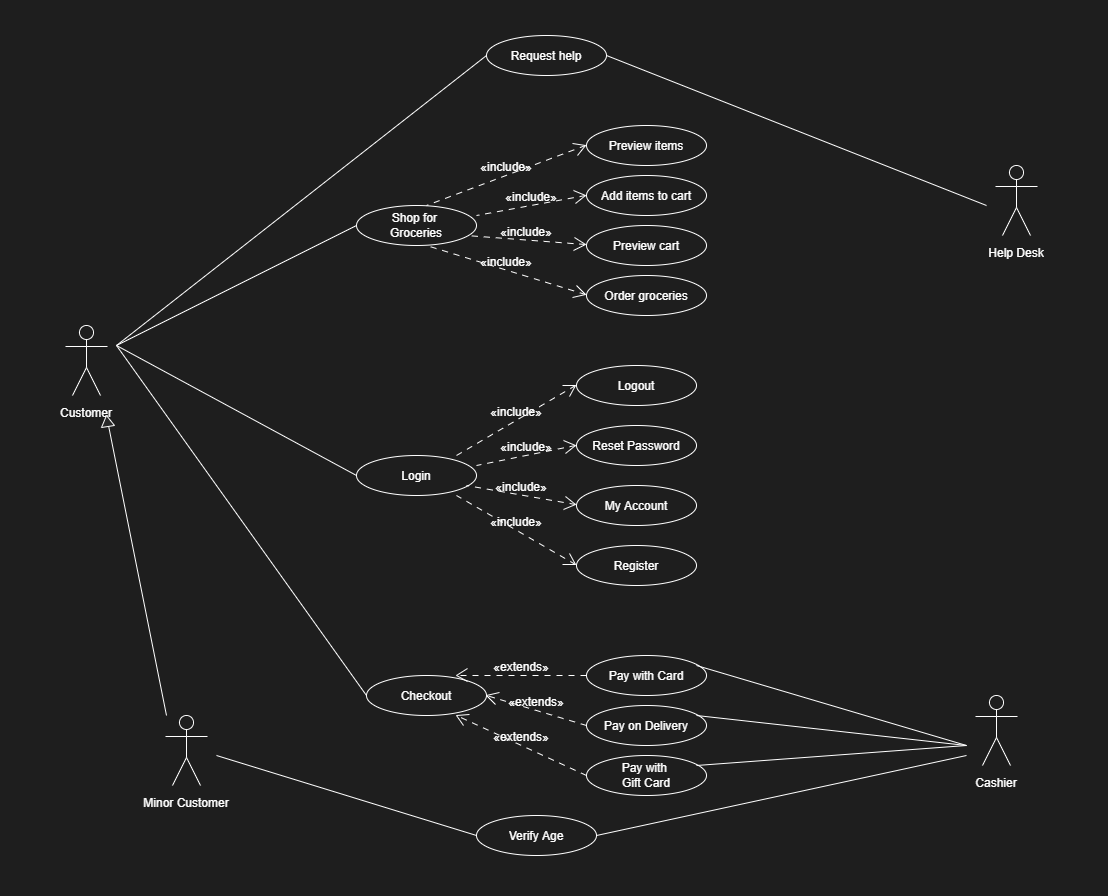 Request help
Preview items
«include»
Add items to cart
«include»
Shop for
Groceries
«include»
Preview cart
«include»
Order groceries
Help Desk
Customer
Logout
«include»
Reset Password
«include»
Login
«include»
My Account
«include»
Register
«extends»
Pay with Card
Checkout
«extends»
Pay on Delivery
«extends»
Pay with
Gift Card
Cashier
Minor Customer
Verify Age